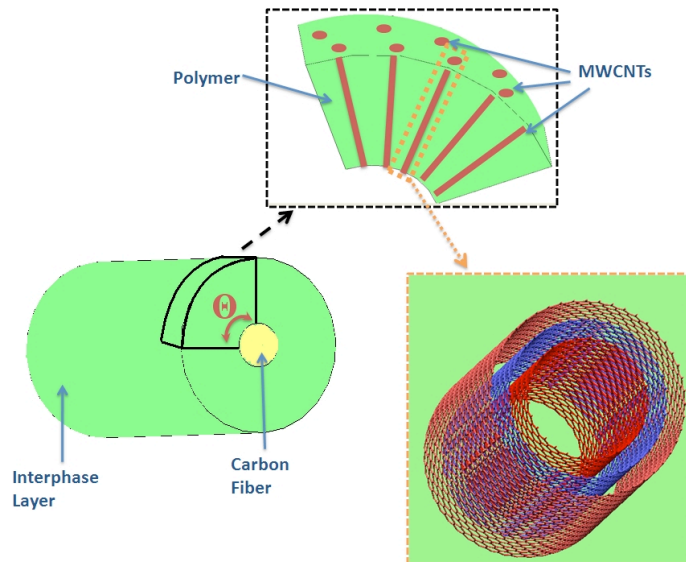 Polymer
MWCNTs
Θ
Interphase
Layer
Carbon
Fiber